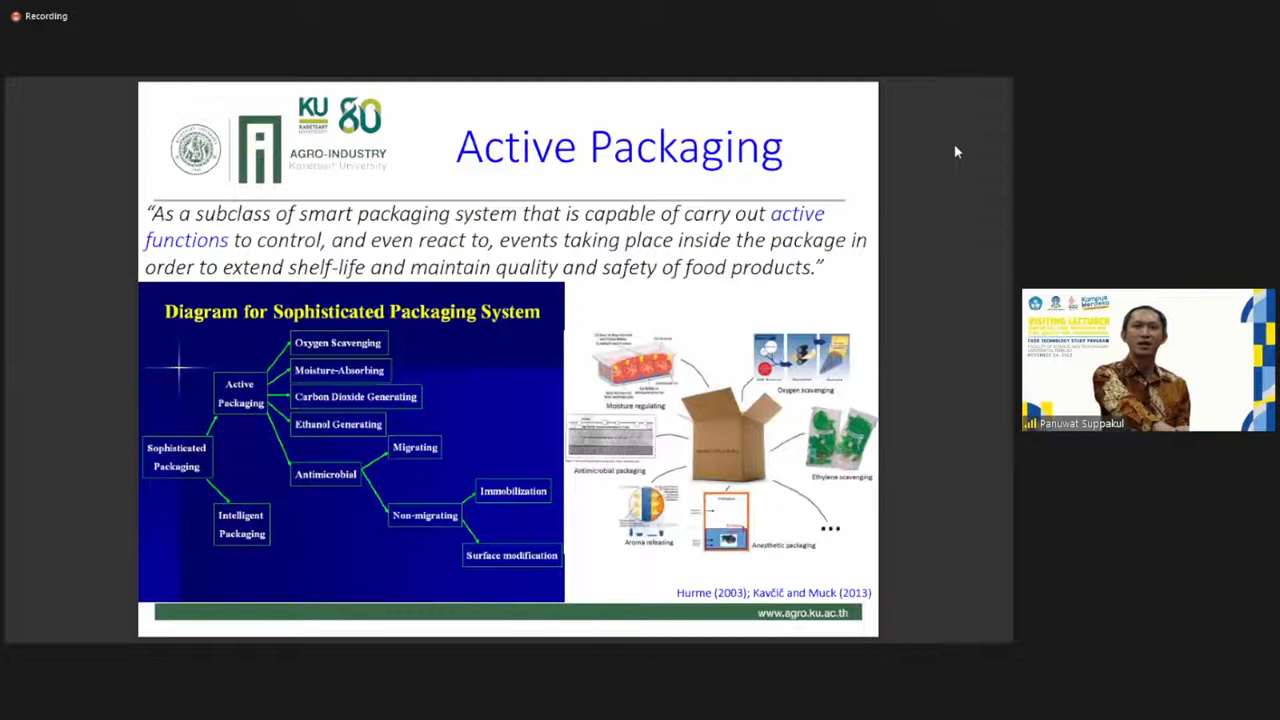 Recording
KU
80
KASETSART
UNIVERSITY
AGRO-INDUSTRY
Kasetsart University
Active Packaging
“As a subclass of smart packaging system that is capable of carry out active
functions to control, and even react to, events taking place inside the package in
order to extend shelf-life and maintain quality and safety of food products.”
Diagram for Sophisticated Packaging System
Oxygen Scavenging
Moisture-Absorbing
Carbon Dioxide Generating
Ethanol Generating
Active
Packaging
Sophisticated
Packaging
Antimicrobial
Migrating
Non-migrating
Immobilization
Surface modification
Intelligent
Packaging
Moisture regulating
Oxygen scavenging
Antimicrobial packaging
Ethylene scavenging
Aroma releasing
Anesthetic packaging
...
Hurme (2003); Kavčič and Muck (2013)
www.agro.ku.ac.th
Kampus
Merdeka
VISITING LECTURER
FOOD TECHNOLOGY STUDY PROGRAM
Panuwat Suppakul